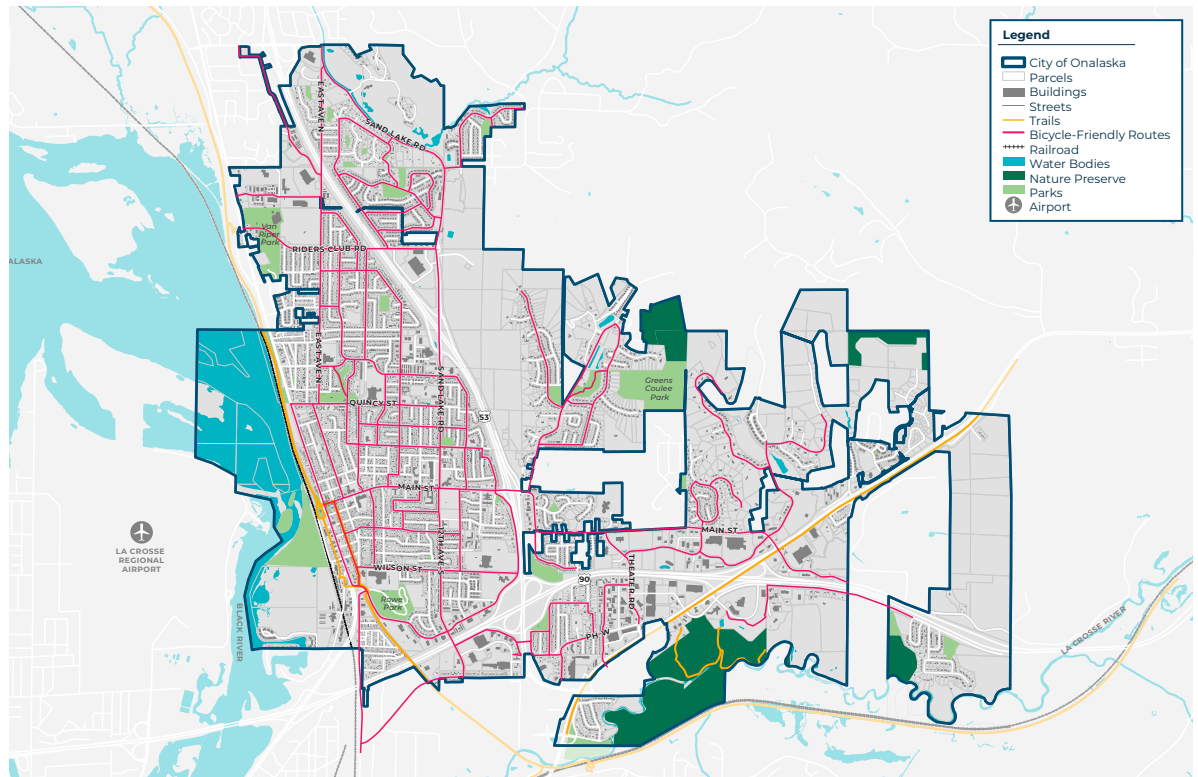 Legend
City of Onalaska
Parcels
Buildings
Streets
Trails
Bicycle-Friendly Routes
Railroad
Water Bodies
Nature Preserve
Parks
Airport
EAST AVE N
SAND LAKE RD
Van
Riper
Park
RIDERS CLUB RD
ALASKA
EAST AVE N
SAND LAKE RD
Greens
Coulee
Park
QUINCY ST
53
MAIN ST
MAIN ST
LA CROSSE
REGIONAL
AIRPORT
WILSON ST
90
THEATER RD
Rowe
Park
BLACK RIVER
PH-W
LA CROSSE RIVER